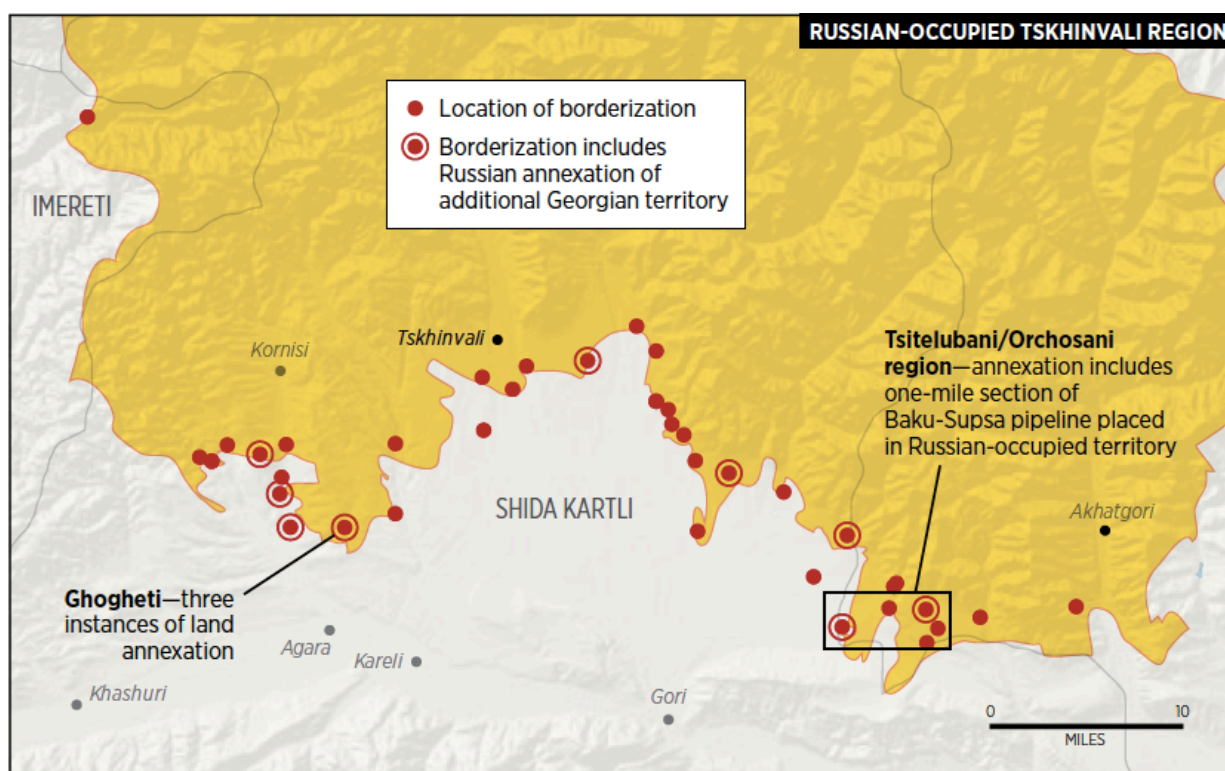 RUSSIAN-OCCUPIED TSKHINVALI REGION
Location of borderization
Borderization includes
Russian annexation of
additional Georgian territory
IMERETI
Kornisi
Tskhinvali
Tsitelubani/Orchosani
region—annexation includes
one-mile section of
Baku-Supsa pipeline placed
in Russian-occupied territory
SHIDA KARTLI
Akhatgori
Ghogheti—three
instances of land
annexation
Agara
Kareli
Khashuri
Gori
0 10
MILES